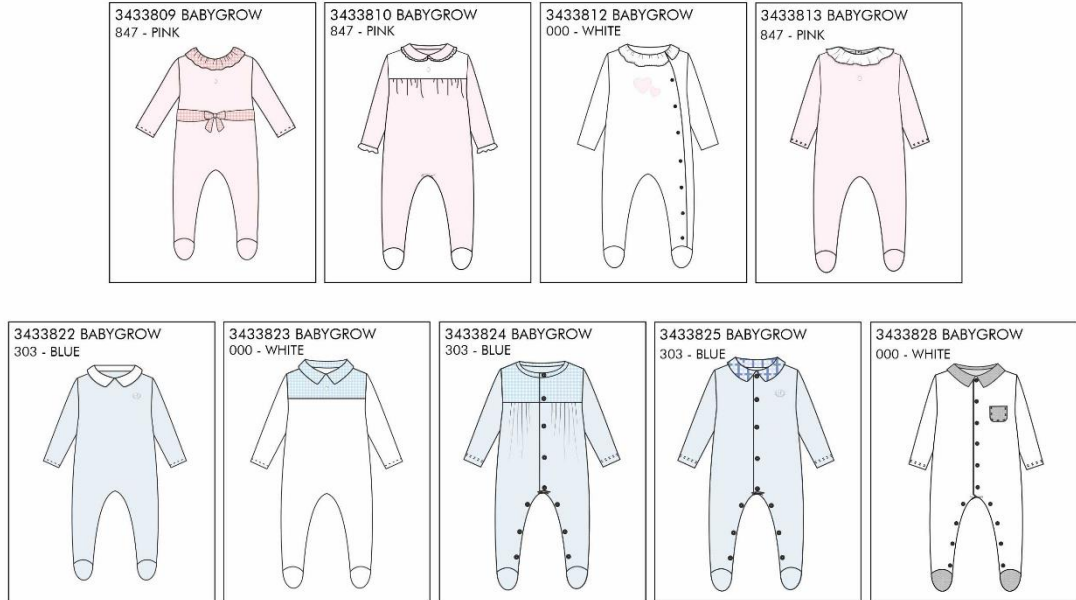 3433809 BABYGROW
847 - PINK
3433810 BABYGROW
847 - PINK
3433812 BABYGROW
000 - WHITE
3433813 BABYGROW
847 - PINK
3433822 BABYGROW
303 - BLUE
3433823 BABYGROW
000 - WHITE
3433824 BABYGROW
303 - BLUE
3433825 BABYGROW
303 - BLUE
3433828 BABYGROW
000 - WHITE